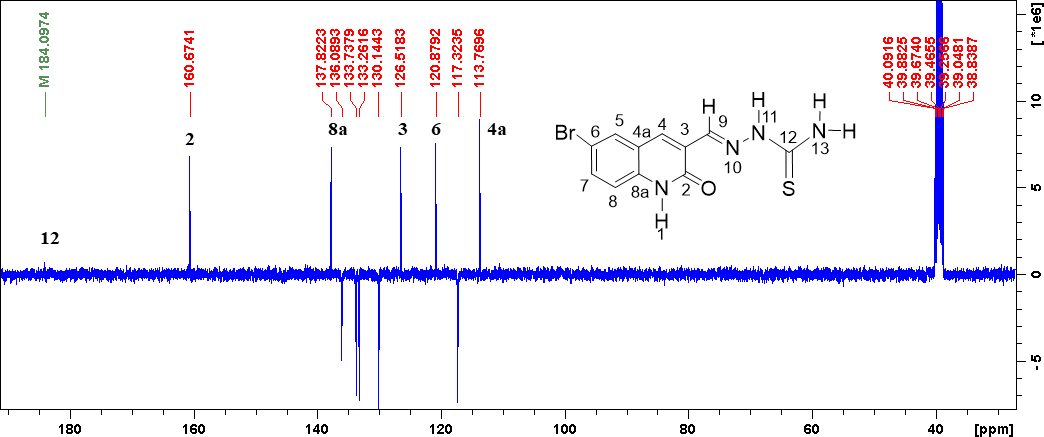 M 184.0974
160.6741
137.8223
136.0893
133.7379
133.2616
130.1443
126.5183
120.8792
117.3235
113.7696
40.0916
39.8825
39.6740
39.4655
39.2566
39.0481
38.8387
[ *1e6]
10
5
0
-5
12
2
8a
3
6
4a
H
H
H
Br
6
5
4a
4
3
9
N
10
NH
11
12
N
13
H
S
7
8
8a
N
2
O
H
1
180
160
140
120
100
80
60
40
[ppm]